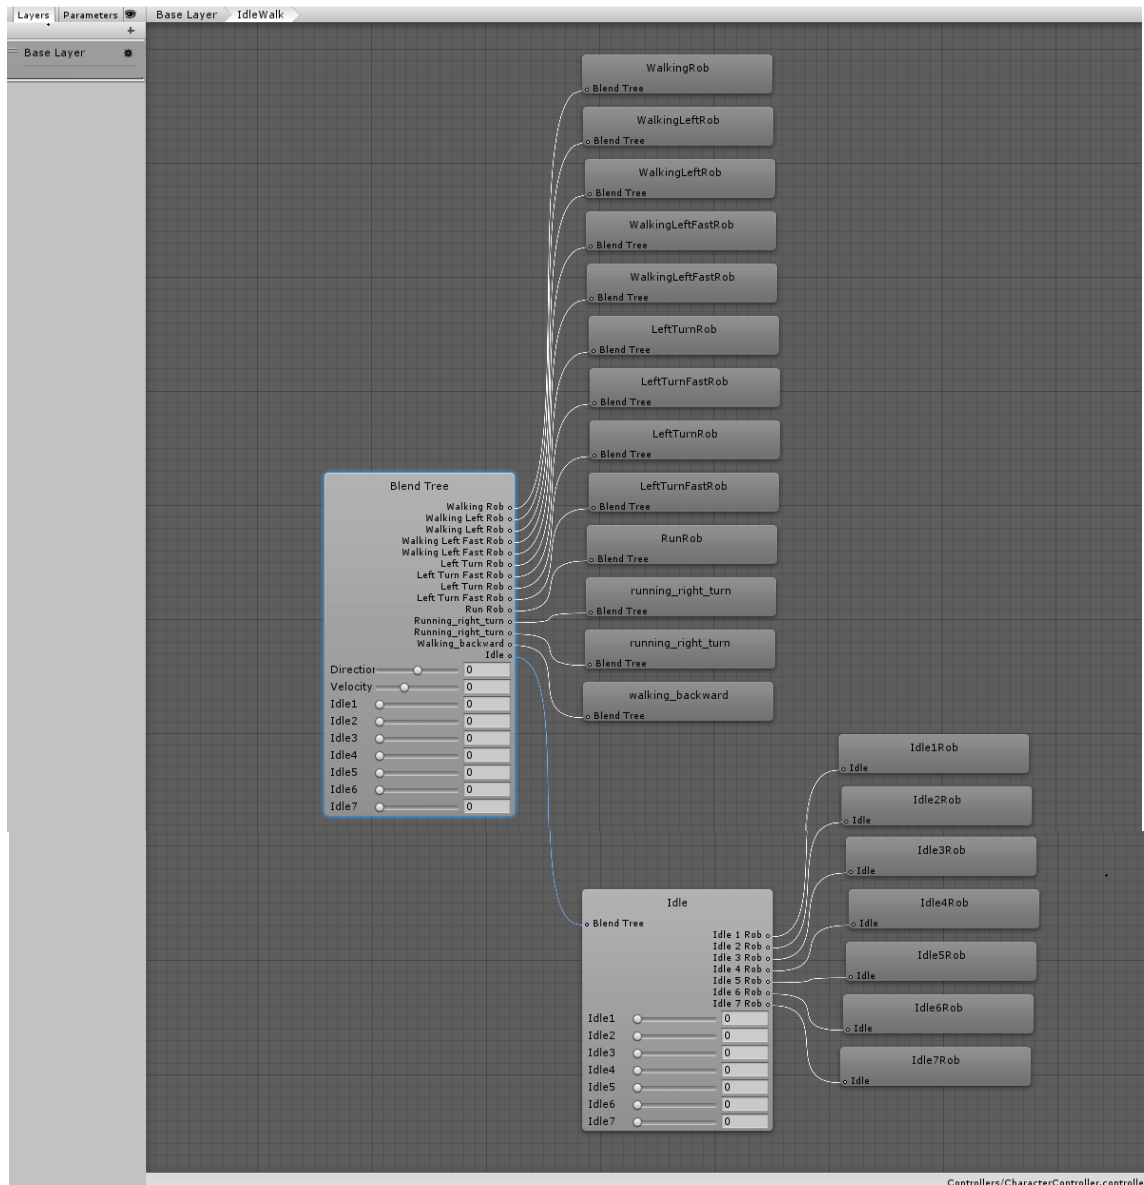 Layers Parameters Base Layer IdleWalk
+
Base Layer
WalkingRob
Blend Tree
WalkingLeftRob
Blend Tree
WalkingLeftRob
Blend Tree
WalkingLeftFastRob
Blend Tree
WalkingLeftFastRob
Blend Tree
LeftTurnRob
Blend Tree
LeftTurnFastRob
Blend Tree
LeftTurnRob
Blend Tree
LeftTurnFastRob
Blend Tree
RunRob
Blend Tree
running_right_turn
Blend Tree
running_right_turn
Blend Tree
walking_backward
Blend Tree
Blend Tree
Walking Rob
Walking Left Rob
Walking Left Rob
Walking Left Fast Rob
Walking Left Fast Rob
Left Turn Rob
Left Turn Fast Rob
Left Turn Rob
Left Turn Fast Rob
Run Rob
Running_right_turn
Running_right_turn
Walking_backward
Idle
Direction 0
Velocity 0
Idle1 0
Idle2 0
Idle3 0
Idle4 0
Idle5 0
Idle6 0
Idle7 0
Idle1Rob
Idle
Idle2Rob
Idle
Idle3Rob
Idle
Idle4Rob
Idle
Idle5Rob
Idle
Idle6Rob
Idle
Idle7Rob
Idle
Idle
Blend Tree
Idle 1 Rob
Idle 2 Rob
Idle 3 Rob
Idle 4 Rob
Idle 5 Rob
Idle 6 Rob
Idle 7 Rob
Idle1 0
Idle2 0
Idle3 0
Idle4 0
Idle5 0
Idle6 0
Idle7 0
Controllers/CharacterController.controlle